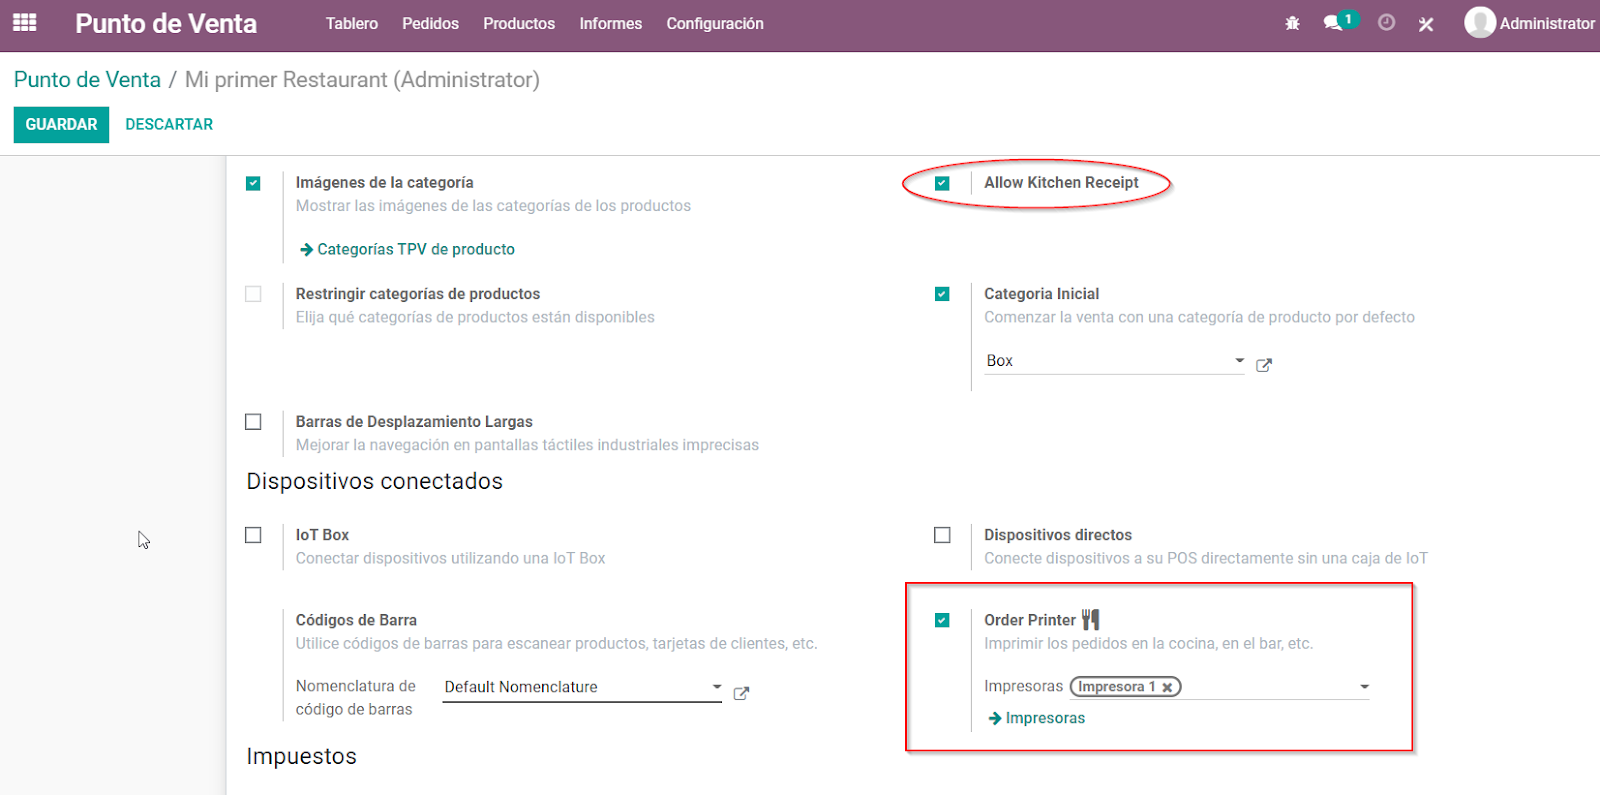 Punto de Venta
Tablero
Pedidos
Productos
Informes
Configuración
1
Administrator
Punto de Venta / Mi primer Restaurant (Administrator)
GUARDAR
DESCARTAR
Imágenes de la categoría
Mostrar las imágenes de las categorías de los productos
Categorías TPV de producto
Allow Kitchen Receipt
Restringir categorías de productos
Elija qué categorías de productos están disponibles
Categoria Inicial
Comenzar la venta con una categoría de producto por defecto
Box
Barras de Desplazamiento Largas
Mejorar la navegación en pantallas táctiles industriales imprecisas
Dispositivos conectados
IoT Box
Conectar dispositivos utilizando una IoT Box
Dispositivos directos
Conecte dispositivos a su POS directamente sin una caja de IoT
Códigos de Barra
Utilice códigos de barras para escanear productos, tarjetas de clientes, etc.
Nomenclatura de
código de barras
Default Nomenclature
Order Printer
Imprimir los pedidos en la cocina, en el bar, etc.
Impresoras
Impresora 1
Impresoras
Impuestos